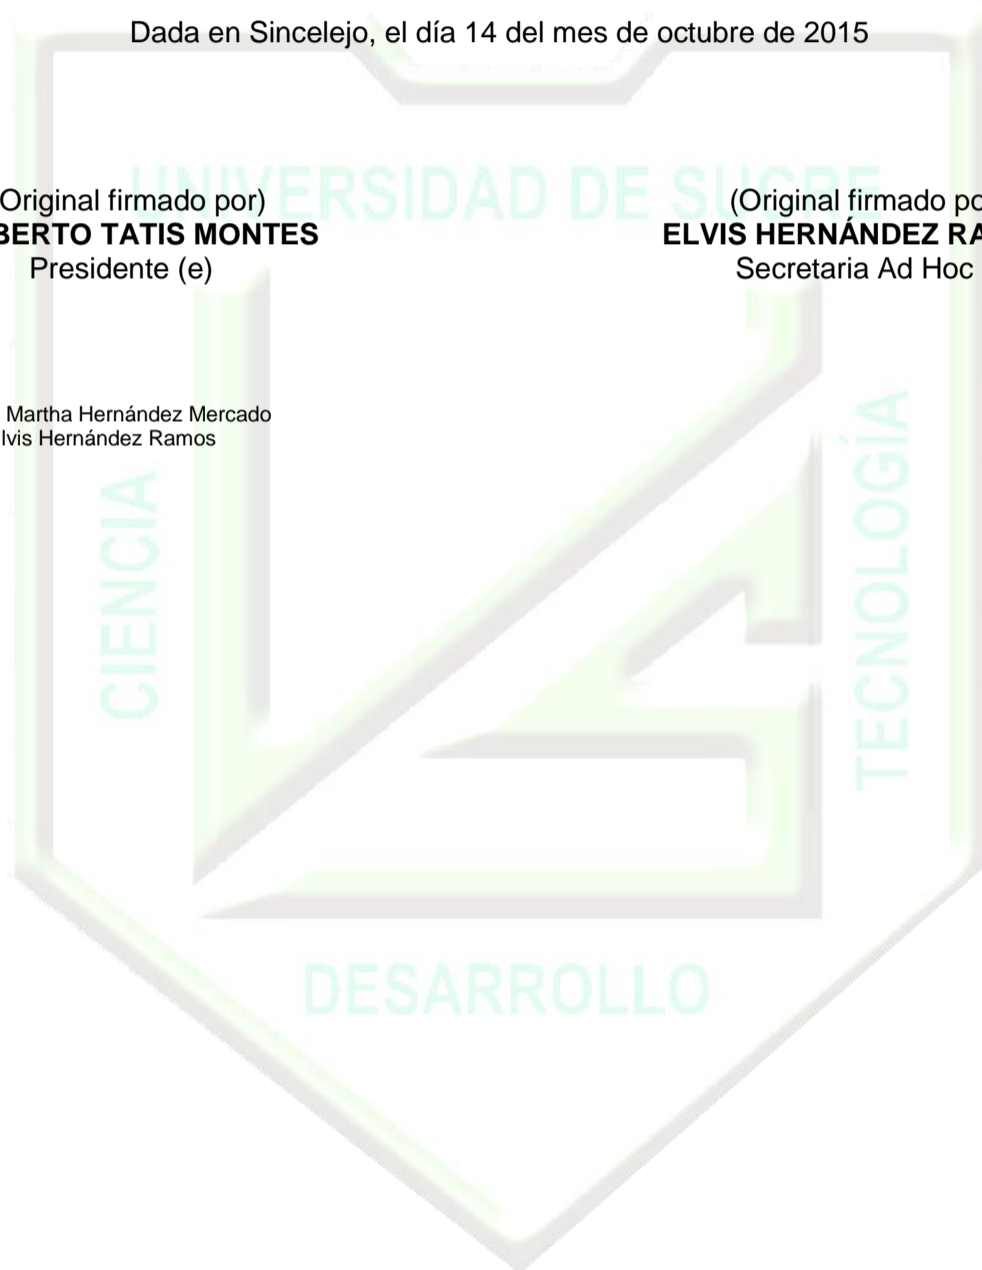 Dada en Sincelejo, el día 14 del mes de octubre de 2015
UNIVERSIDAD DE SUCRE
Original firmado por)
BERTO TATIS MONTES
Presidente (e)
(Original firmado po
ELVIS HERNÁNDEZ RA
Secretaria Ad Hoc
Martha Hernández Mercado
lvis Hernández Ramos
CIENCIA
TECNOLOGÍA
DESARROLLO